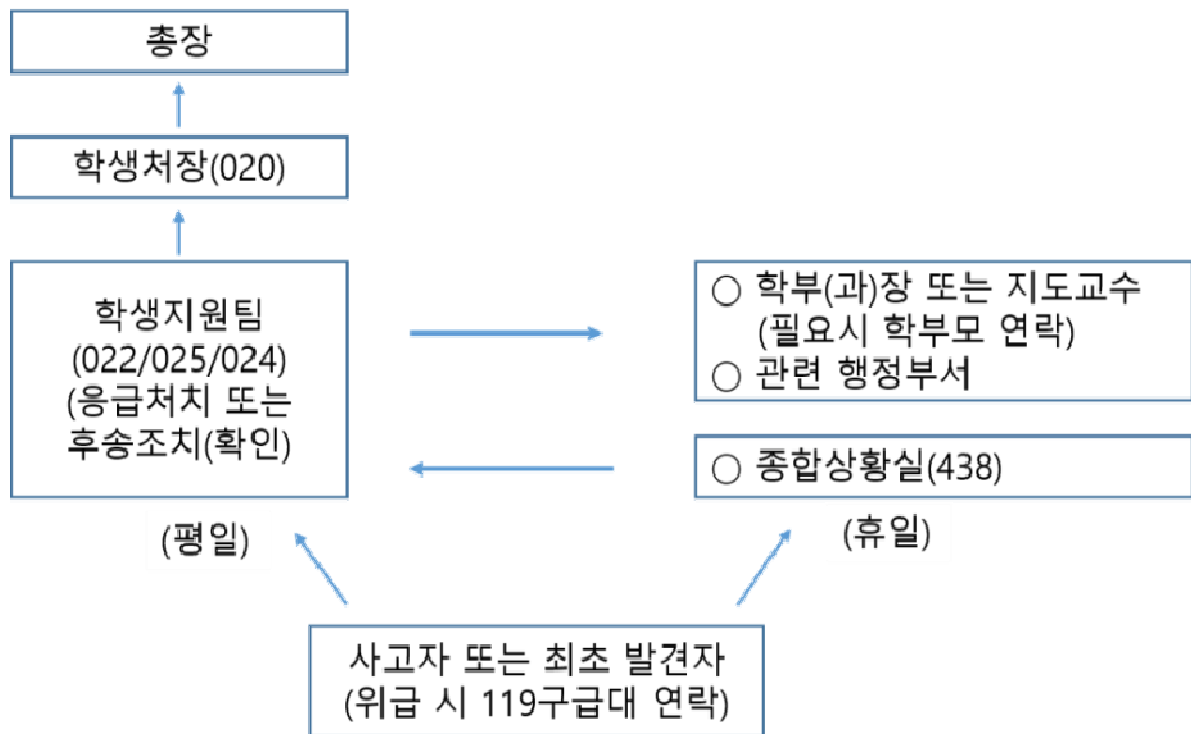 총장
학생처장(020)
학생지원팀
(022/025/024)
(응급처치 또는
후송조치(확인)
(평일)
○ 학부(과)장 또는 지도교수
(필요시 학부모 연락)
○ 관련 행정부서
○ 종합상황실(438)
(휴일)
사고자 또는 최초 발견자
(위급 시 119구급대 연락)